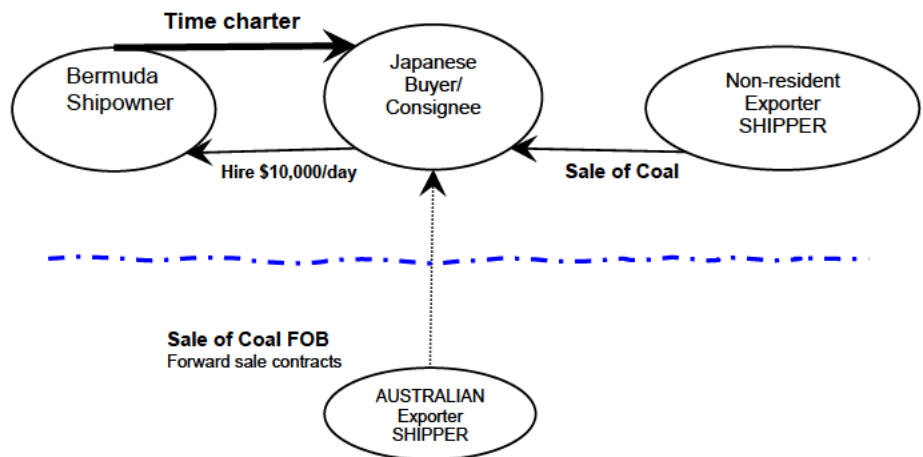 Time charter
Bermuda
Shipowner
Japanese
Buyer/
Consignee
Non-resident
Exporter
SHIPPER
Hire $10,000/day
Sale of Coal
Sale of Coal FOB
Forward sale contracts
AUSTRALIAN
Exporter
SHIPPER